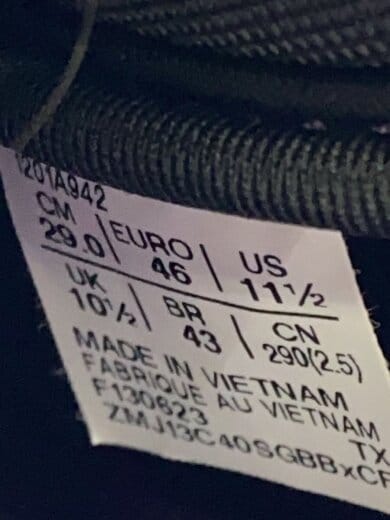 1201A942
CM | EURO | US
29.0 | 46 | 11½
UK | BR | CN
10½ | 43 | 290(2.5)
MADE IN VIETNAM
FABRIQUE AU VIETNAM
F130623 TX
ZMJ13C40SGBBxCF